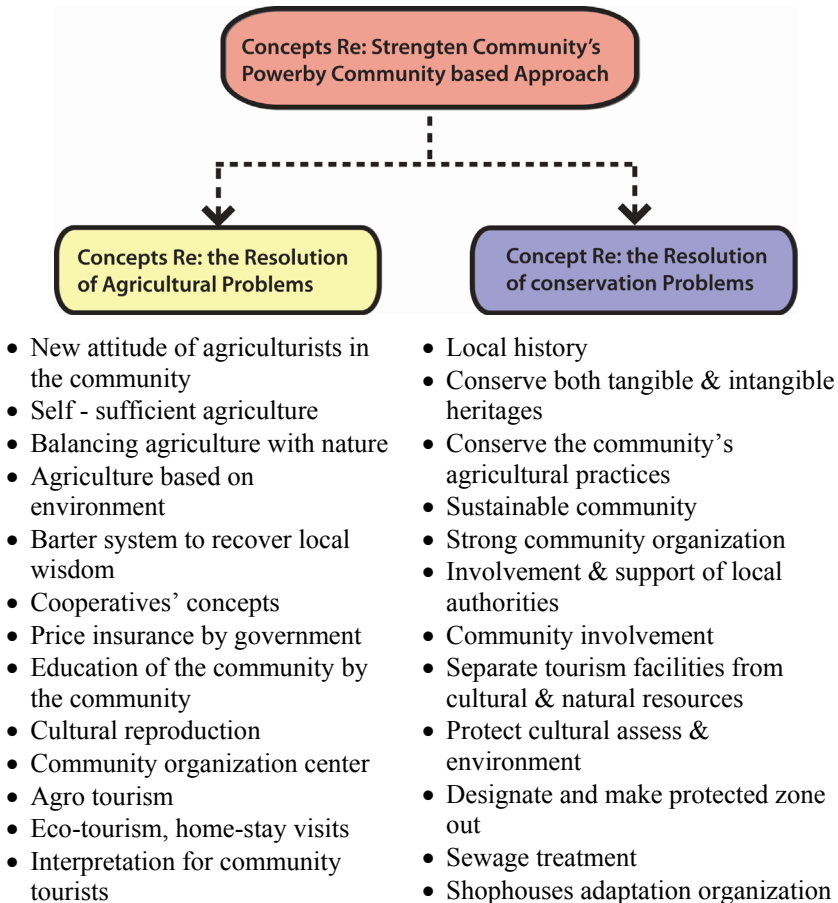 Concepts Re: Strengten Community's
Powerby Community based Approach
Concepts Re: the Resolution
of Agricultural Problems
• New attitude of agriculturists in
the community
• Self - sufficient agriculture
• Balancing agriculture with nature
• Agriculture based on
environment
• Barter system to recover local
wisdom
• Cooperatives' concepts
• Price insurance by government
• Education of the community by
the community
• Cultural reproduction
• Community organization center
• Agro tourism
• Eco-tourism, home-stay visits
• Interpretation for community
tourists
Concept Re: the Resolution
of conservation Problems
• Local history
• Conserve both tangible & intangible
heritages
• Conserve the community's
agricultural practices
• Sustainable community
• Strong community organization
• Involvement & support of local
authorities
• Community involvement
• Separate tourism facilities from
cultural & natural resources
• Protect cultural assess &
environment
• Designate and make protected zone
out
• Sewage treatment
• Shophouses adaptation organization